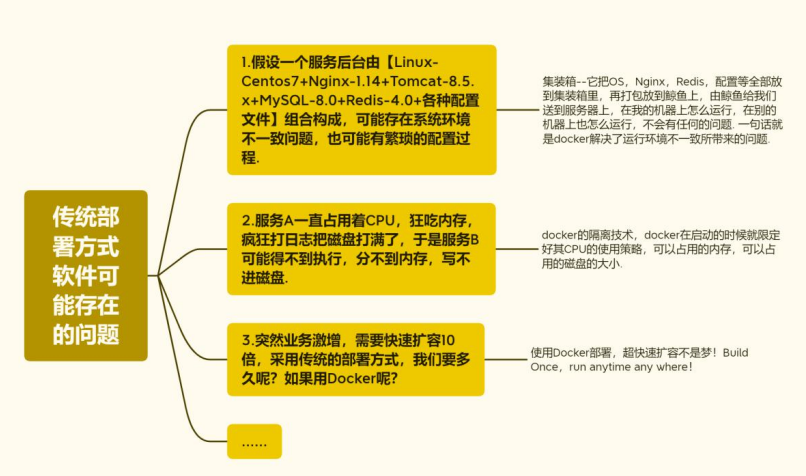 传统部
署方式
软件可
能存在
的问题
1.假设一个服务后台由【Linux-
Centos7+Nginx-1.14+Tomcat-8.5.
x+MySQL-8.0+Redis-4.0+各种配置
文件】组合构成，可能存在系统环境
不一致问题，也可能有繁琐的配置过
程.
集装箱--它把OS，Nginx，Redis，配置等全部放
到集装箱里，再打包放到鲸鱼上，由鲸鱼给我们
送到服务器上，在我的机器上怎么运行，在别的
机器上也怎么运行，不会有任何的问题. 一句话就
是docker解决了运行环境不一致所带来的问题.
2.服务A一直占用着CPU，狂吃内存，
疯狂打日志把磁盘打满了，于是服务B
可能得不到执行，分不到内存，写不
进磁盘.
docker的隔离技术，docker在启动的时候就限定
好其CPU的使用策略，可以占用的内存，可以占
用的磁盘的大小.
3.突然业务激增，需要快速扩容10
倍，采用传统的部署方式，我们要多
久呢？如果用Docker呢？
使用Docker部署，超快速扩容不是梦！Build
Once，run anytime any where！
......